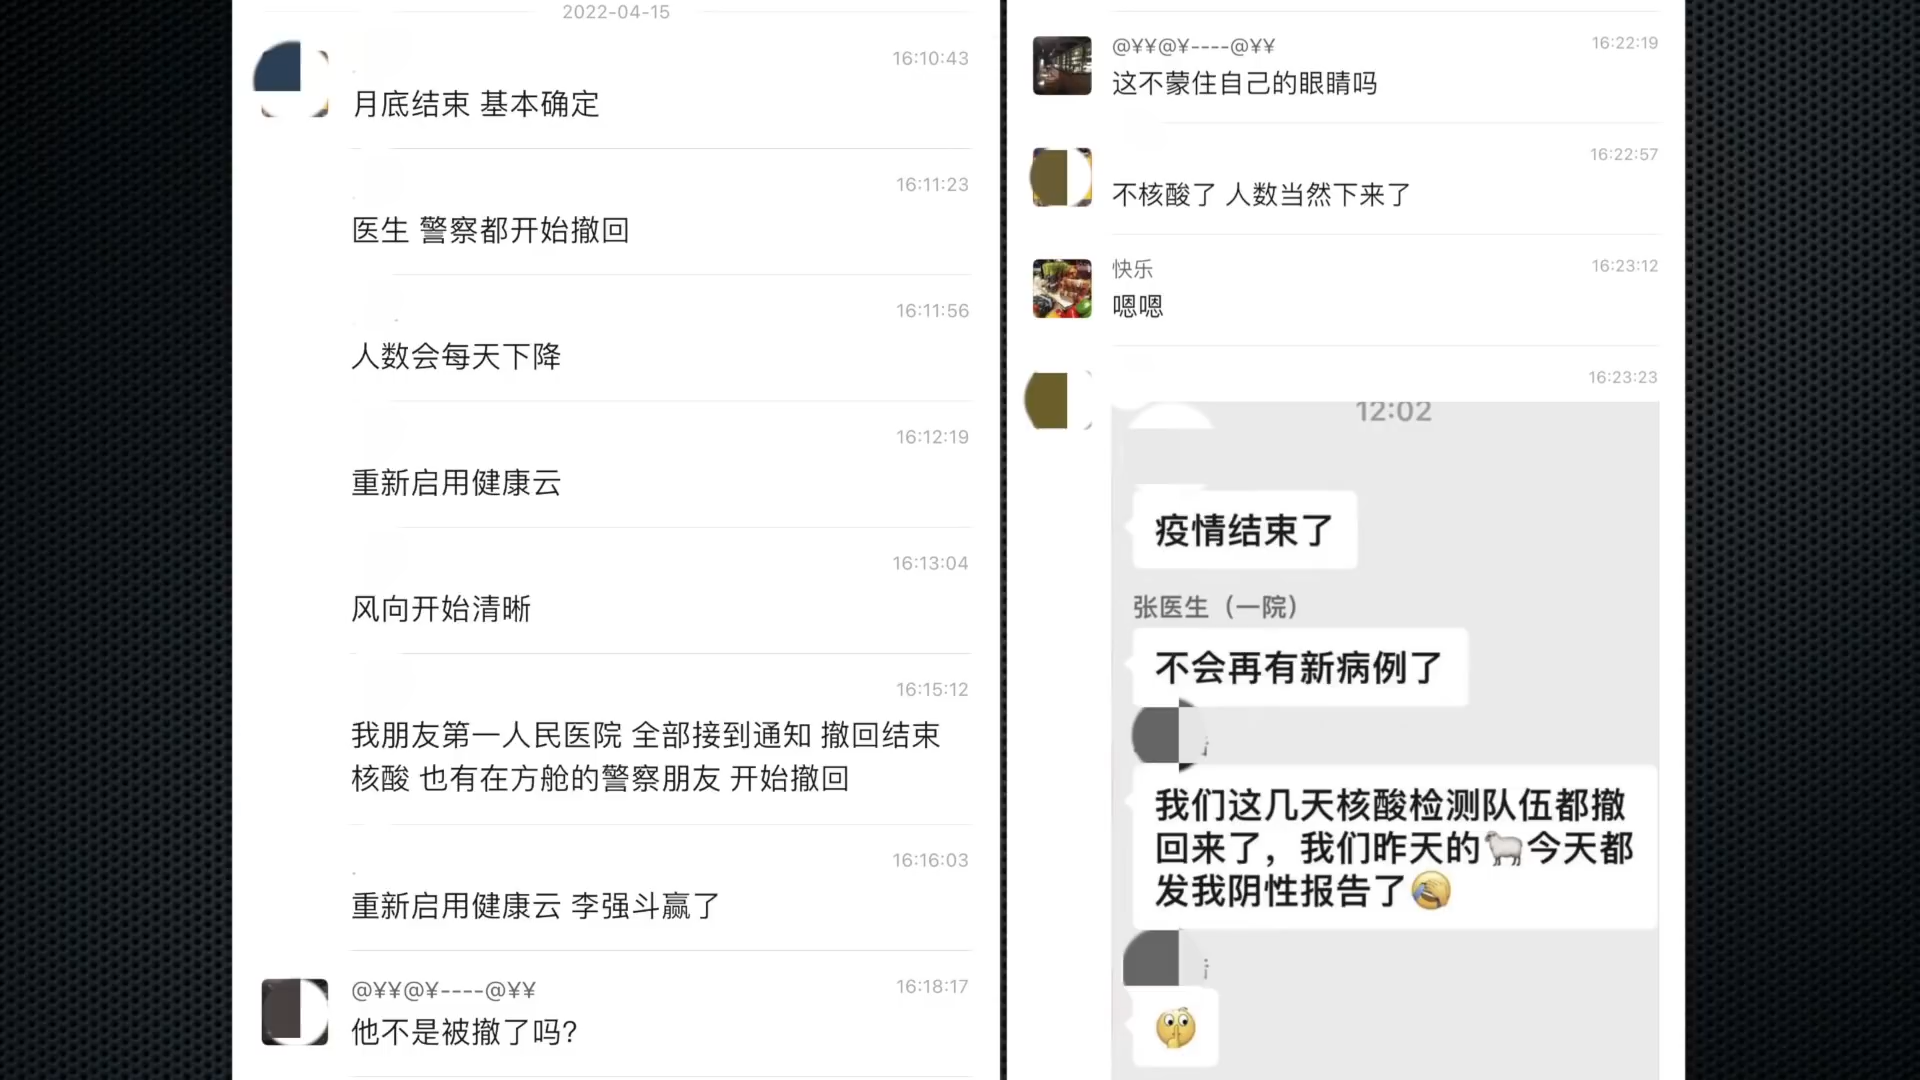 2022-04-15
16:10:43
月底结束 基本确定
16:11:23
医生 警察都开始撤回
16:11:56
人数会每天下降
16:12:19
重新启用健康云
16:13:04
风向开始清晰
16:15:12
我朋友第一人民医院 全部接到通知 撤回结束
核酸 也有在方舱的警察朋友 开始撤回
16:16:03
重新启用健康云 李强斗赢了
@¥¥@¥----@¥¥
16:18:17
他不是被撤了吗?
@¥¥@¥----@¥¥
16:22:19
这不蒙住自己的眼睛吗
16:22:57
不核酸了 人数当然下来了
快乐
16:23:12
嗯嗯
16:23:23
12:02
疫情结束了
张医生（一院）
不会再有新病例了
我们这几天核酸检测队伍都撤
回来了，我们昨天的🐑今天都
发我阴性报告了🤣
🤫